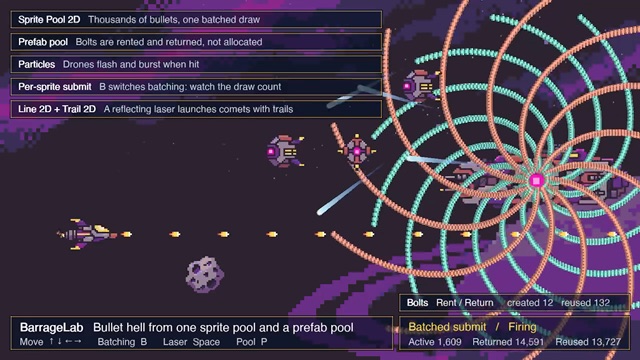 Sprite Pool 2D Thousands of bullets, one batched draw
Prefab pool Bolts are rented and returned, not allocated
Particles Drones flash and burst when hit
Per-sprite submit B switches batching: watch the draw count
Line 2D + Trail 2D A reflecting laser launches comets with trails
Bolts Rent / Return created 12 reused 132
BarrageLab Bullet hell from one sprite pool and a prefab pool
Move ↑ ↓ ← → Batching B Laser Space Pool P
Batched submit / Firing
Active 1,609 Returned 14,591 Reused 13,727